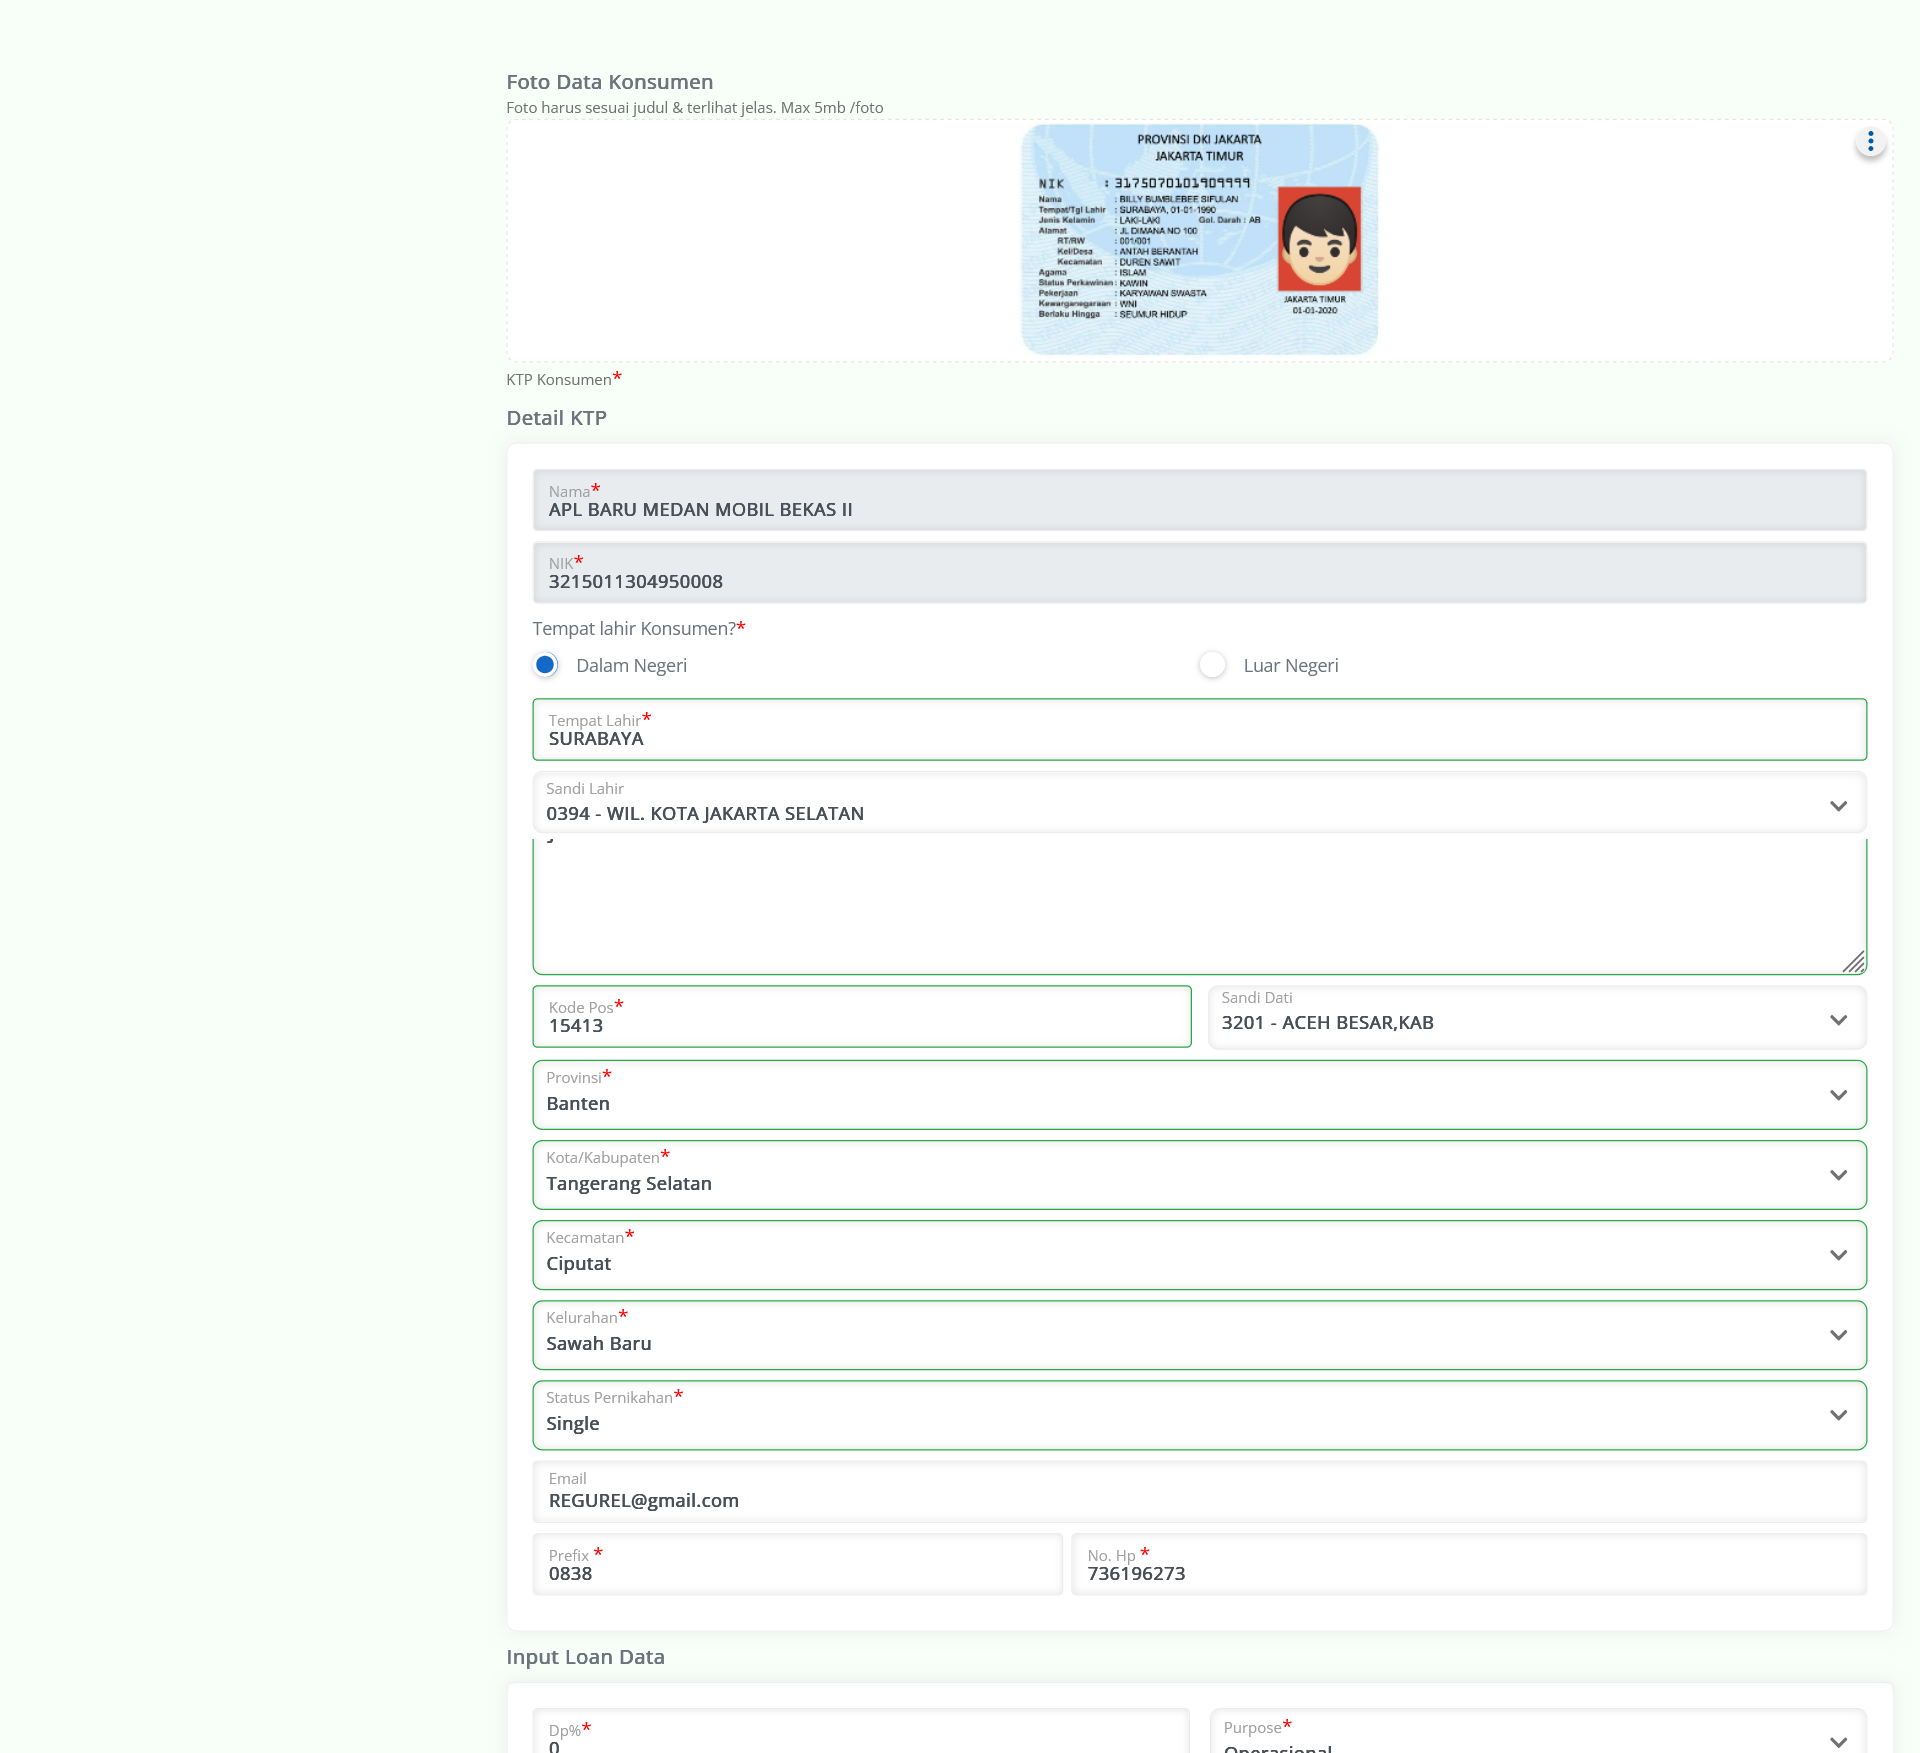 Foto Data Konsumen
Foto harus sesuai judul & terlihat jelas. Max 5mb /foto
PROVINSI DKI JAKARTA
JAKARTA TIMUR
NIK : 3175070101909999
Nama : BILLY BUMBLEBEE SIFULAN
Tempat/Tgl Lahir : SURABAYA, 01-01-1990
Jenis Kelamin : LAKI-LAKI Gol. Darah : AB
Alamat : JL DIMANA NO 100
RT/RW : 001/001
Kel/Desa : ANTAH BERANTAH
Kecamatan : DUREN SAWIT
Agama : ISLAM
Status Perkawinan : KAWIN
Pekerjaan : KARYAWAN SWASTA
Kewarganegaraan : WNI
Berlaku Hingga : SEUMUR HIDUP
JAKARTA TIMUR
01-01-2020
KTP Konsumen*
Detail KTP
Nama*
APL BARU MEDAN MOBIL BEKAS II
NIK*
3215011304950008
Tempat lahir Konsumen?*
Dalam Negeri Luar Negeri
Tempat Lahir*
SURABAYA
Sandi Lahir
0394 - WIL. KOTA JAKARTA SELATAN
Kode Pos*
15413
Sandi Dati
3201 - ACEH BESAR,KAB
Provinsi*
Banten
Kota/Kabupaten*
Tangerang Selatan
Kecamatan*
Ciputat
Kelurahan*
Sawah Baru
Status Pernikahan*
Single
Email
REGUREL@gmail.com
Prefix *
0838
No. Hp *
736196273
Input Loan Data
Dp%*
0
Purpose*
Operasional